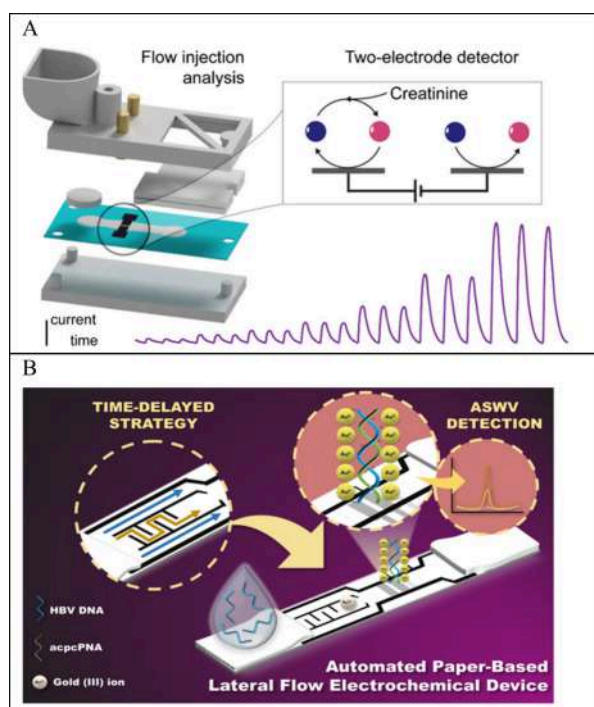 A
Flow injection
analysis
Two-electrode detector
Creatinine
current
time
B
TIME-DELAYED
STRATEGY
ASWV
DETECTION
HBV DNA
acpcPNA
Gold (III) ion
Automated Paper-Based
Lateral Flow Electrochemical Device